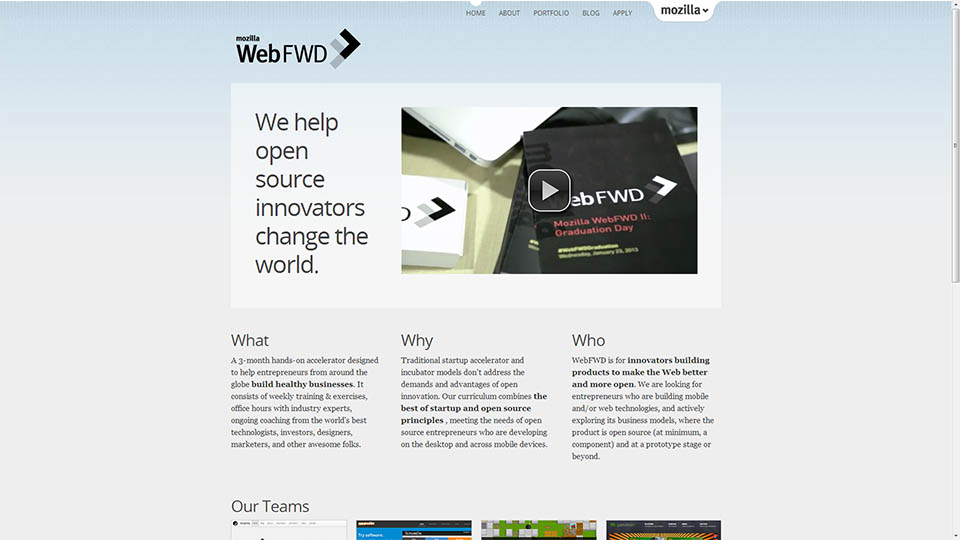 HOME ABOUT PORTFOLIO BLOG APPLY mozilla
mozilla
WebFWD
We help
open
source
innovators
change the
world.
ebFWD
Mozilla WebFWD II:
Graduation Day
#WebFWDGraduation
Wednesday, January 23, 2013
What
A 3-month hands-on accelerator designed
to help entrepreneurs from around the
globe build healthy businesses. It
consists of weekly training & exercises,
office hours with industry experts,
ongoing coaching from the world's best
technologists, investors, designers,
marketers, and other awesome folks.
Why
Traditional startup accelerator and
incubator models don't address the
demands and advantages of open
innovation. Our curriculum combines the
best of startup and open source
principles , meeting the needs of open
source entrepreneurs who are developing
on the desktop and across mobile devices.
Who
WebFWD is for innovators building
products to make the Web better
and more open. We are looking for
entrepreneurs who are building mobile
and/or web technologies, and actively
exploring its business models, where the
product is open source (at minimum, a
component) and at a prototype stage or
beyond.
Our Teams
Try software.